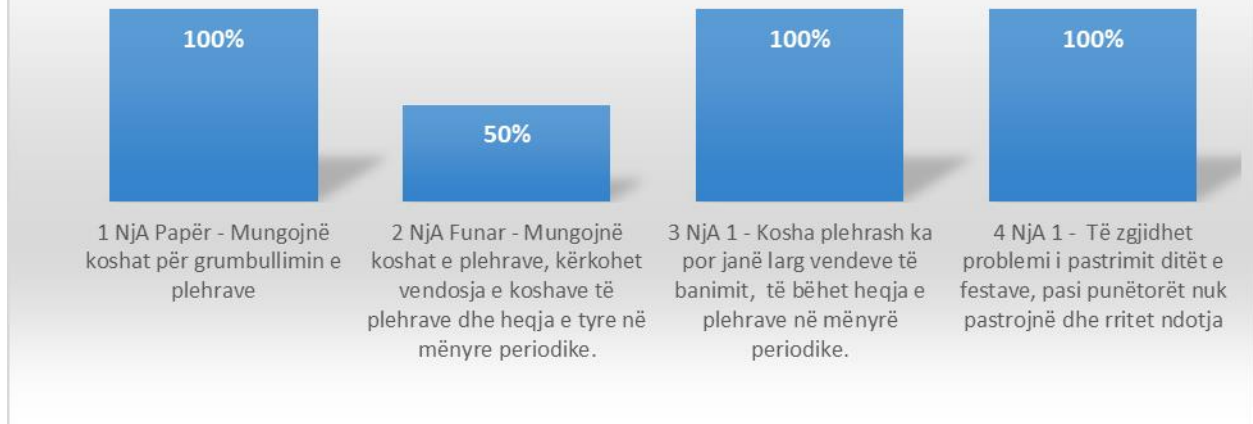 100%
50%
100%
100%
1 NjA Papër - Mungojnë
koshat për grumbullimin e
plehrave
2 NjA Funar - Mungojnë
koshat e plehrave, kërkohet
vendosja e koshave të
plehrave dhe heqja e tyre në
mënyre periodike.
3 NjA 1 - Kosha plehrash ka
por janë larg vendeve të
banimit, të bëhet heqja e
plehrave në mënyrë
periodike.
4 NjA 1 - Të zgjidhet
problemi i pastrimit ditët e
festave, pasi punëtorët nuk
pastrojnë dhe rritet ndotja